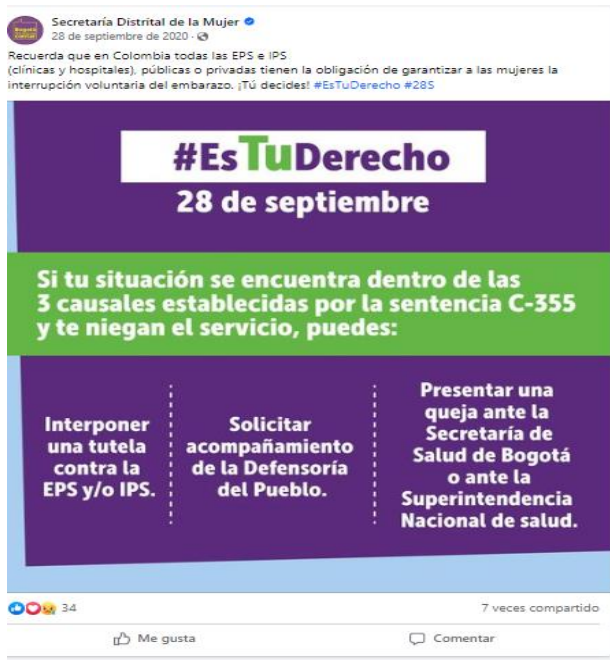 Secretaría Distrital de la Mujer
28 de septiembre de 2020 ·
Recuerda que en Colombia todas las EPS e IPS
(clínicas y hospitales), públicas o privadas tienen la obligación de garantizar a las mujeres la
interrupción voluntaria del embarazo. ¡Tú decides! #EsTuDerecho #28S
#EsTuDerecho
28 de septiembre
Si tu situación se encuentra dentro de las
3 causales establecidas por la sentencia C-355
y te niegan el servicio, puedes:
Interponer
una tutela
contra la
EPS y/o IPS.
Solicitar
acompañamiento
de la Defensoría
del Pueblo.
Presentar una
queja ante la
Secretaría de
Salud de Bogotá
o ante la
Superintendencia
Nacional de salud.
34
7 veces compartido
Me gusta
Comentar